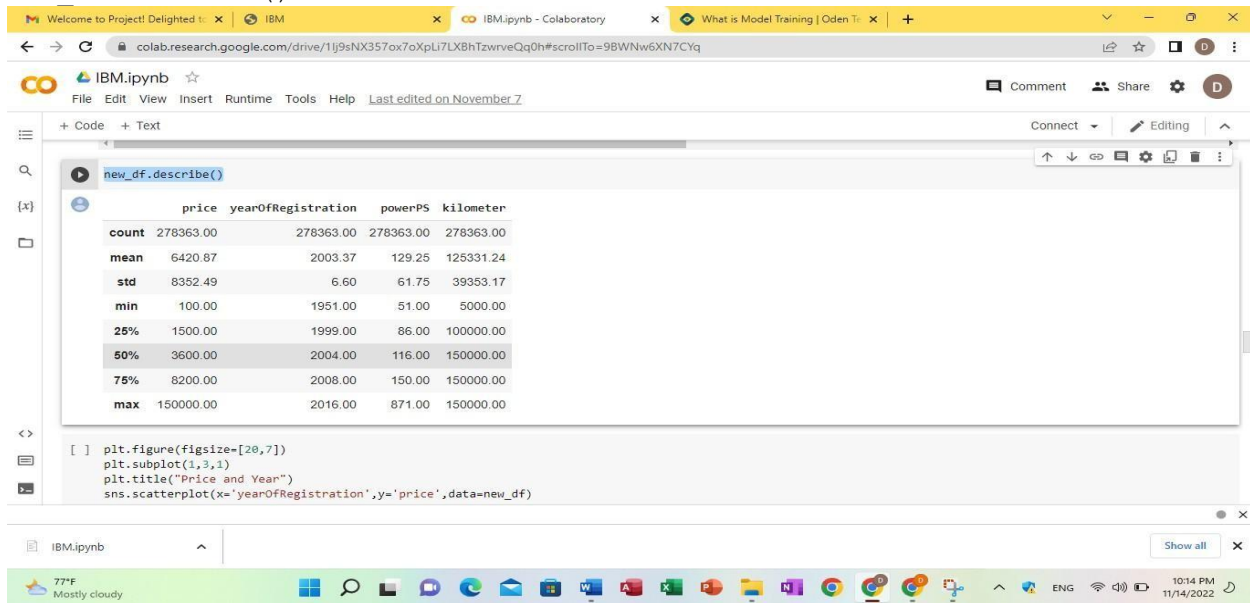 Welcome to Project! Delighted to
IBM
IBM.ipynb - Colaboratory
What is Model Training | Oden Te
colab.research.google.com/drive/1Ij9sNX357ox7oXpLi7LXBhTzwrveQq0h#scrollTo=9BWNw6XN7CYq
D
IBM.ipynb
File Edit View Insert Runtime Tools Help Last edited on November 7
Comment Share D
+ Code + Text
Connect Editing
new_df.describe()
{x}
price yearOfRegistration powerPS kilometer
count 278363.00 278363.00 278363.00 278363.00
mean 6420.87 2003.37 129.25 125331.24
std 8352.49 6.60 61.75 39353.17
min 100.00 1951.00 51.00 5000.00
25% 1500.00 1999.00 86.00 100000.00
50% 3600.00 2004.00 116.00 150000.00
75% 8200.00 2008.00 150.00 150000.00
max 150000.00 2016.00 871.00 150000.00
[ ] plt.figure(figsize=[20,7])
plt.subplot(1,3,1)
plt.title("Price and Year")
sns.scatterplot(x='yearOfRegistration',y='price',data=new_df)
IBM.ipynb
Show all
77°F
Mostly cloudy
ENG
10:14 PM
11/14/2022